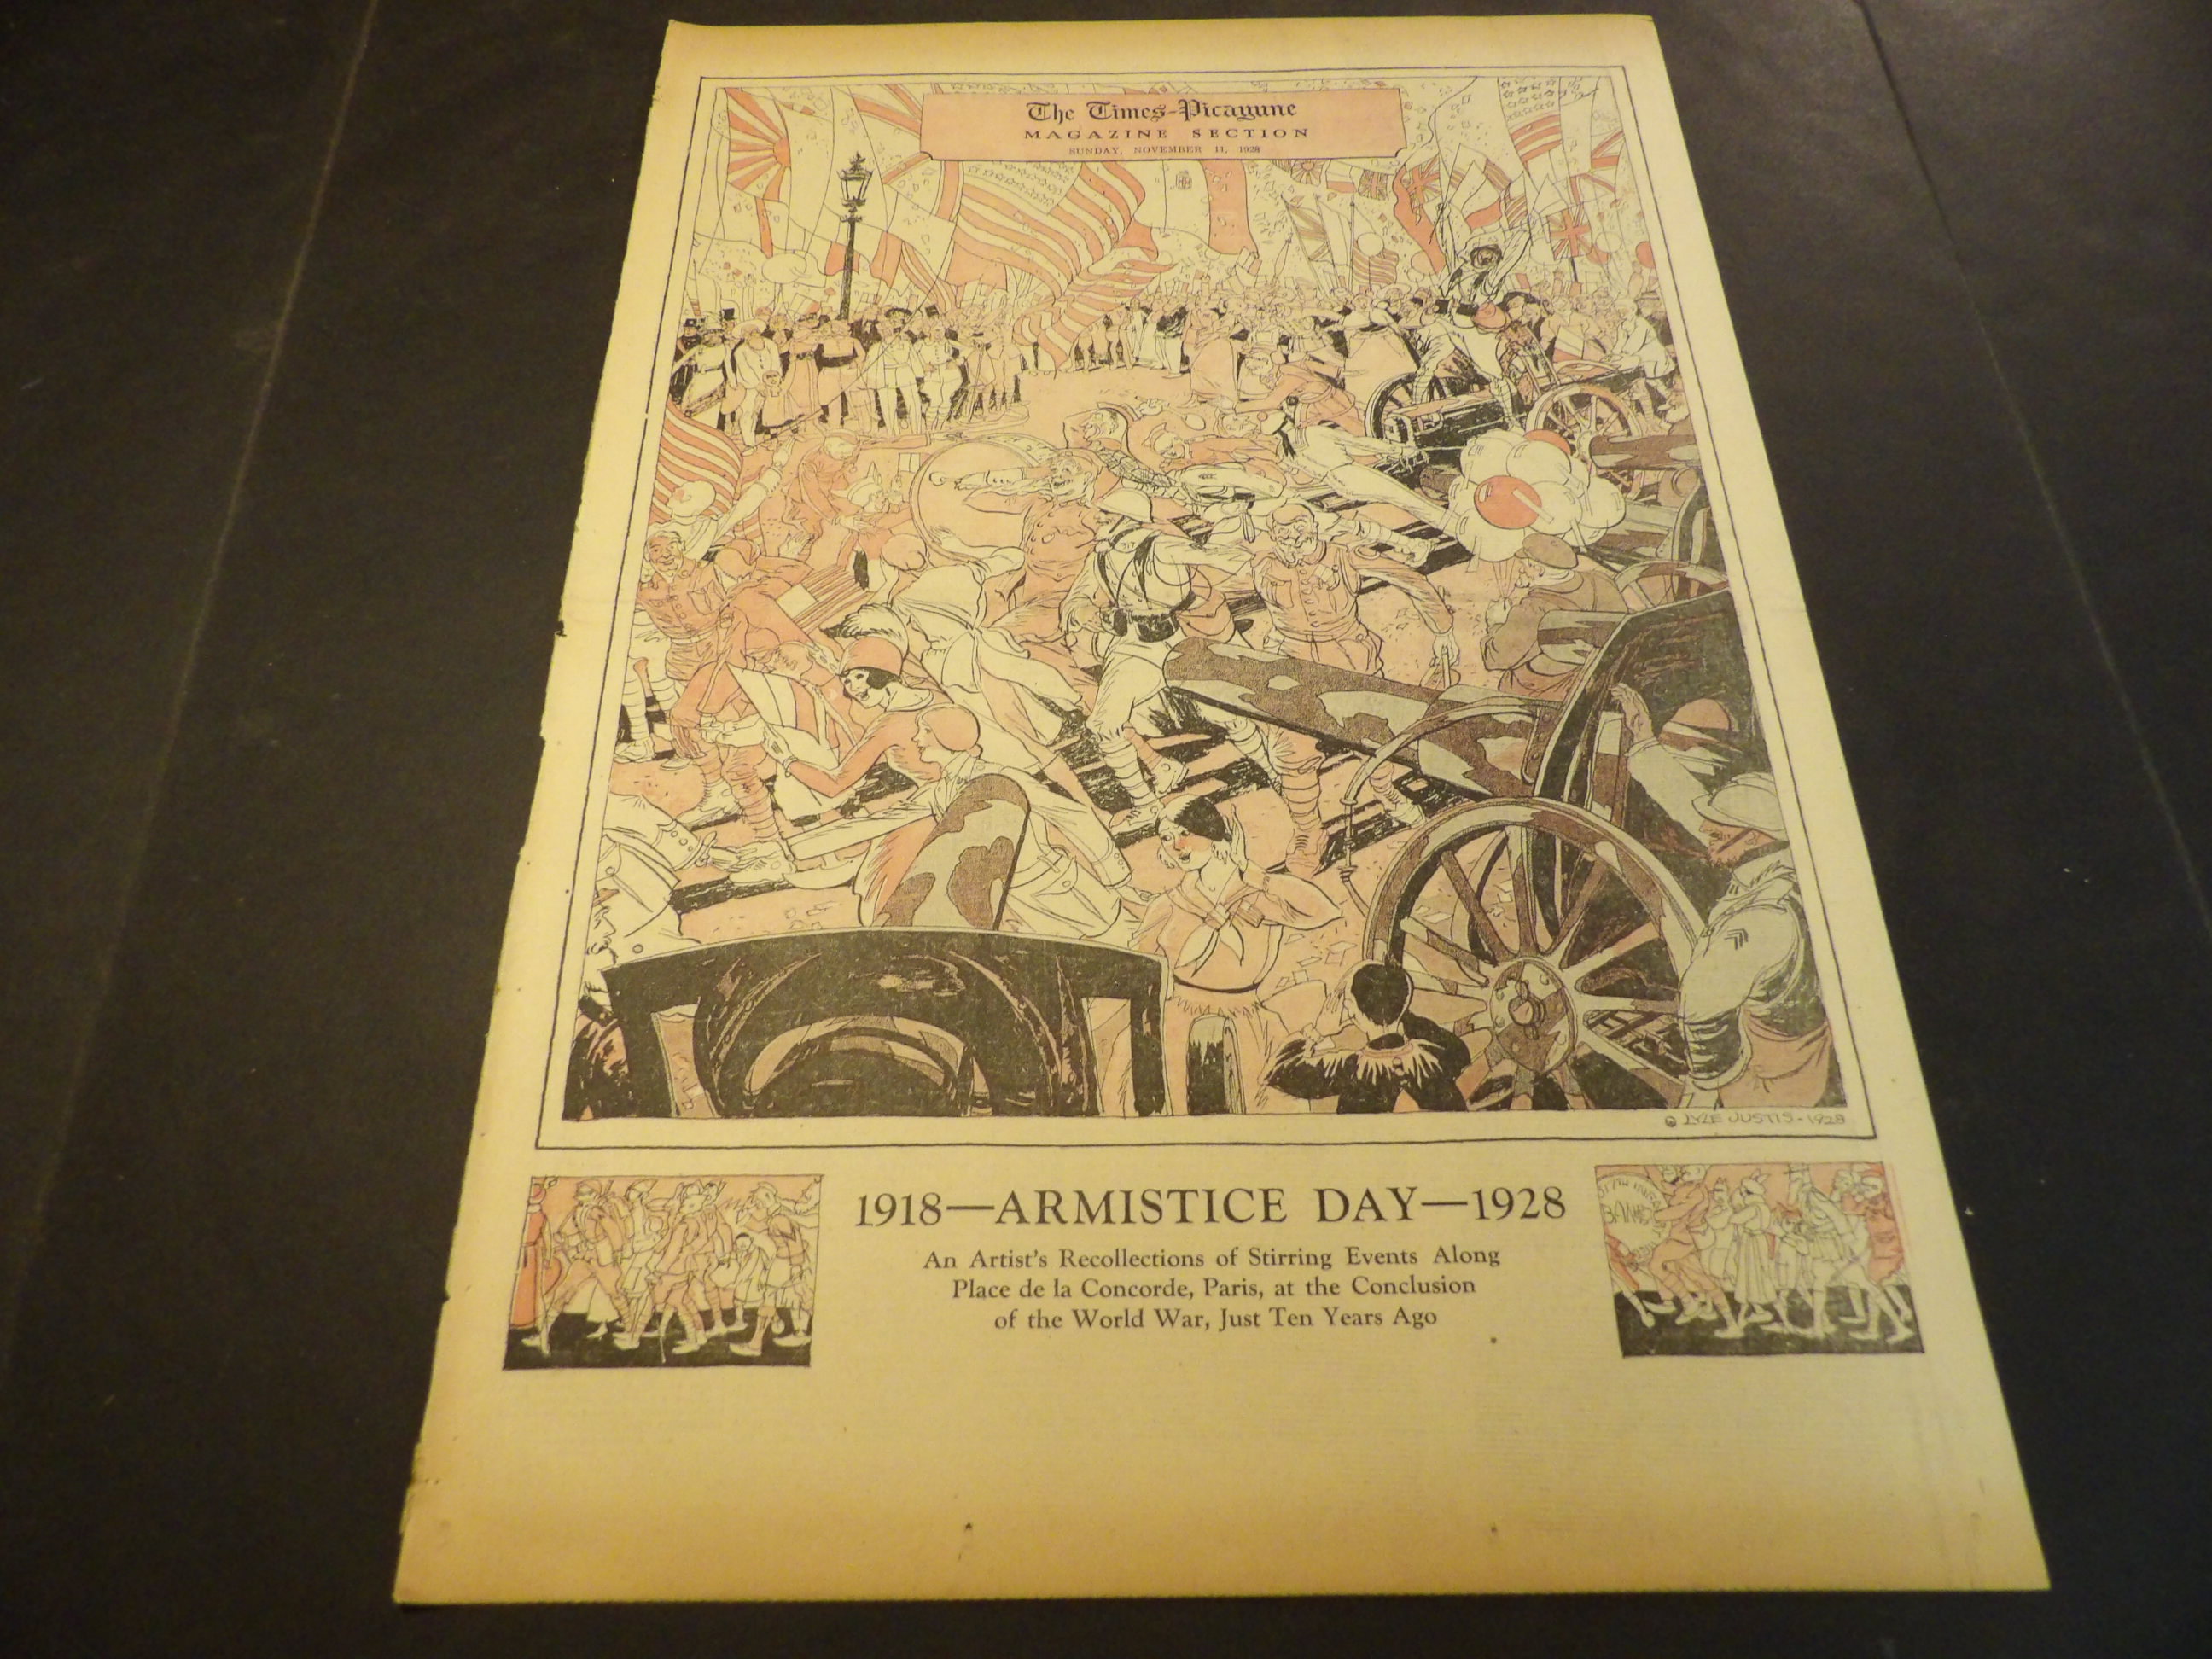 The Times-Picayune
MAGAZINE SECTION
SUNDAY, NOVEMBER 11, 1928
© LYLE JUSTIS - 1928
1918—ARMISTICE DAY—1928
An Artist's Recollections of Stirring Events Along
Place de la Concorde, Paris, at the Conclusion
of the World War, Just Ten Years Ago
BAND